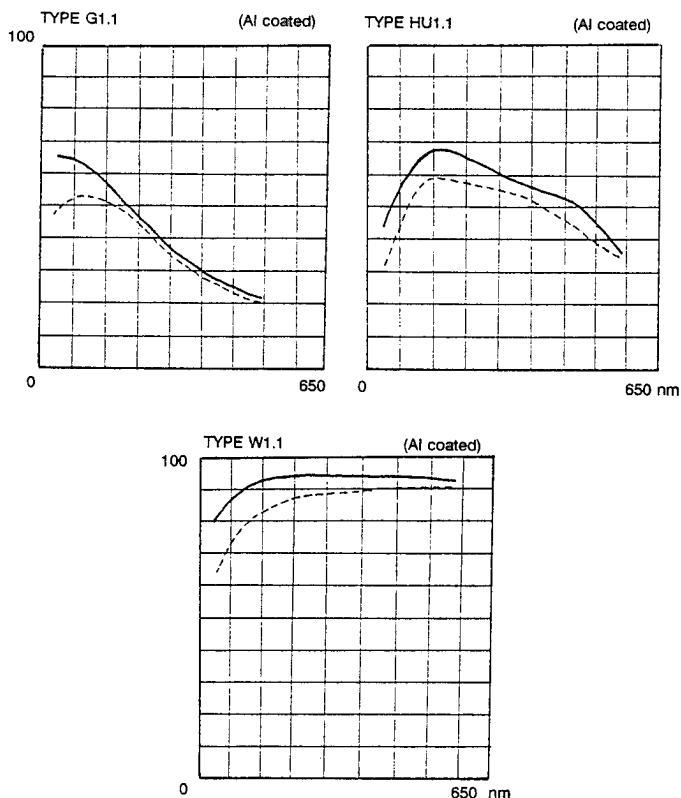 TYPE G1.1 (Al coated)
100
0 650
TYPE HU1.1 (Al coated)
0 650 nm
TYPE W1.1 (Al coated)
100
0 650 nm